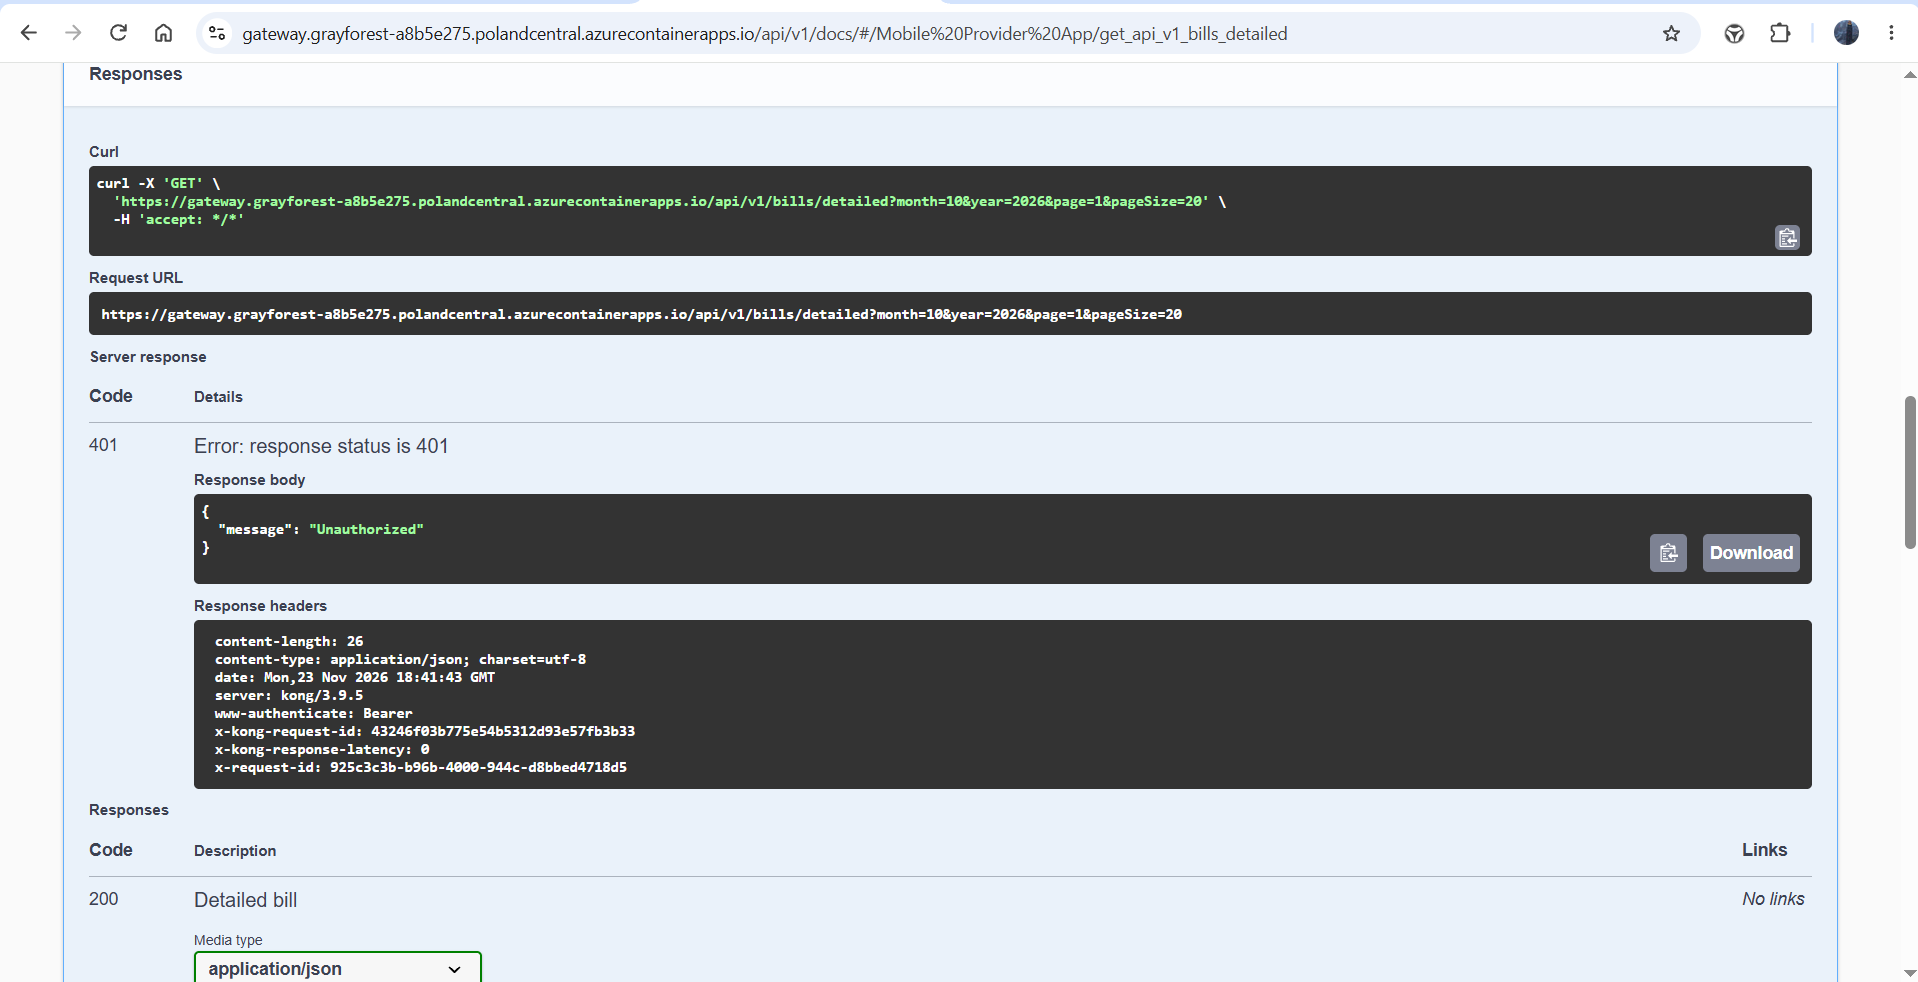 gateway.grayforest-a8b5e275.polandcentral.azurecontainerapps.io/api/v1/docs/#/Mobile%20Provider%20App/get_api_v1_bills_detailed
Responses
Curl
curl -X 'GET' \
'https://gateway.grayforest-a8b5e275.polandcentral.azurecontainerapps.io/api/v1/bills/detailed?month=10&year=2026&page=1&pageSize=20' \
-H 'accept: */*'
Request URL
https://gateway.grayforest-a8b5e275.polandcentral.azurecontainerapps.io/api/v1/bills/detailed?month=10&year=2026&page=1&pageSize=20
Server response
Code Details
401 Error: response status is 401
Response body
{
"message": "Unauthorized"
}
Download
Response headers
content-length: 26
content-type: application/json; charset=utf-8
date: Mon,23 Nov 2026 18:41:43 GMT
server: kong/3.9.5
www-authenticate: Bearer
x-kong-request-id: 43246f03b775e54b5312d93e57fb3b33
x-kong-response-latency: 0
x-request-id: 925c3c3b-b96b-4000-944c-d8bbed4718d5
Responses
Code Description Links
200 Detailed bill No links
Media type
application/json